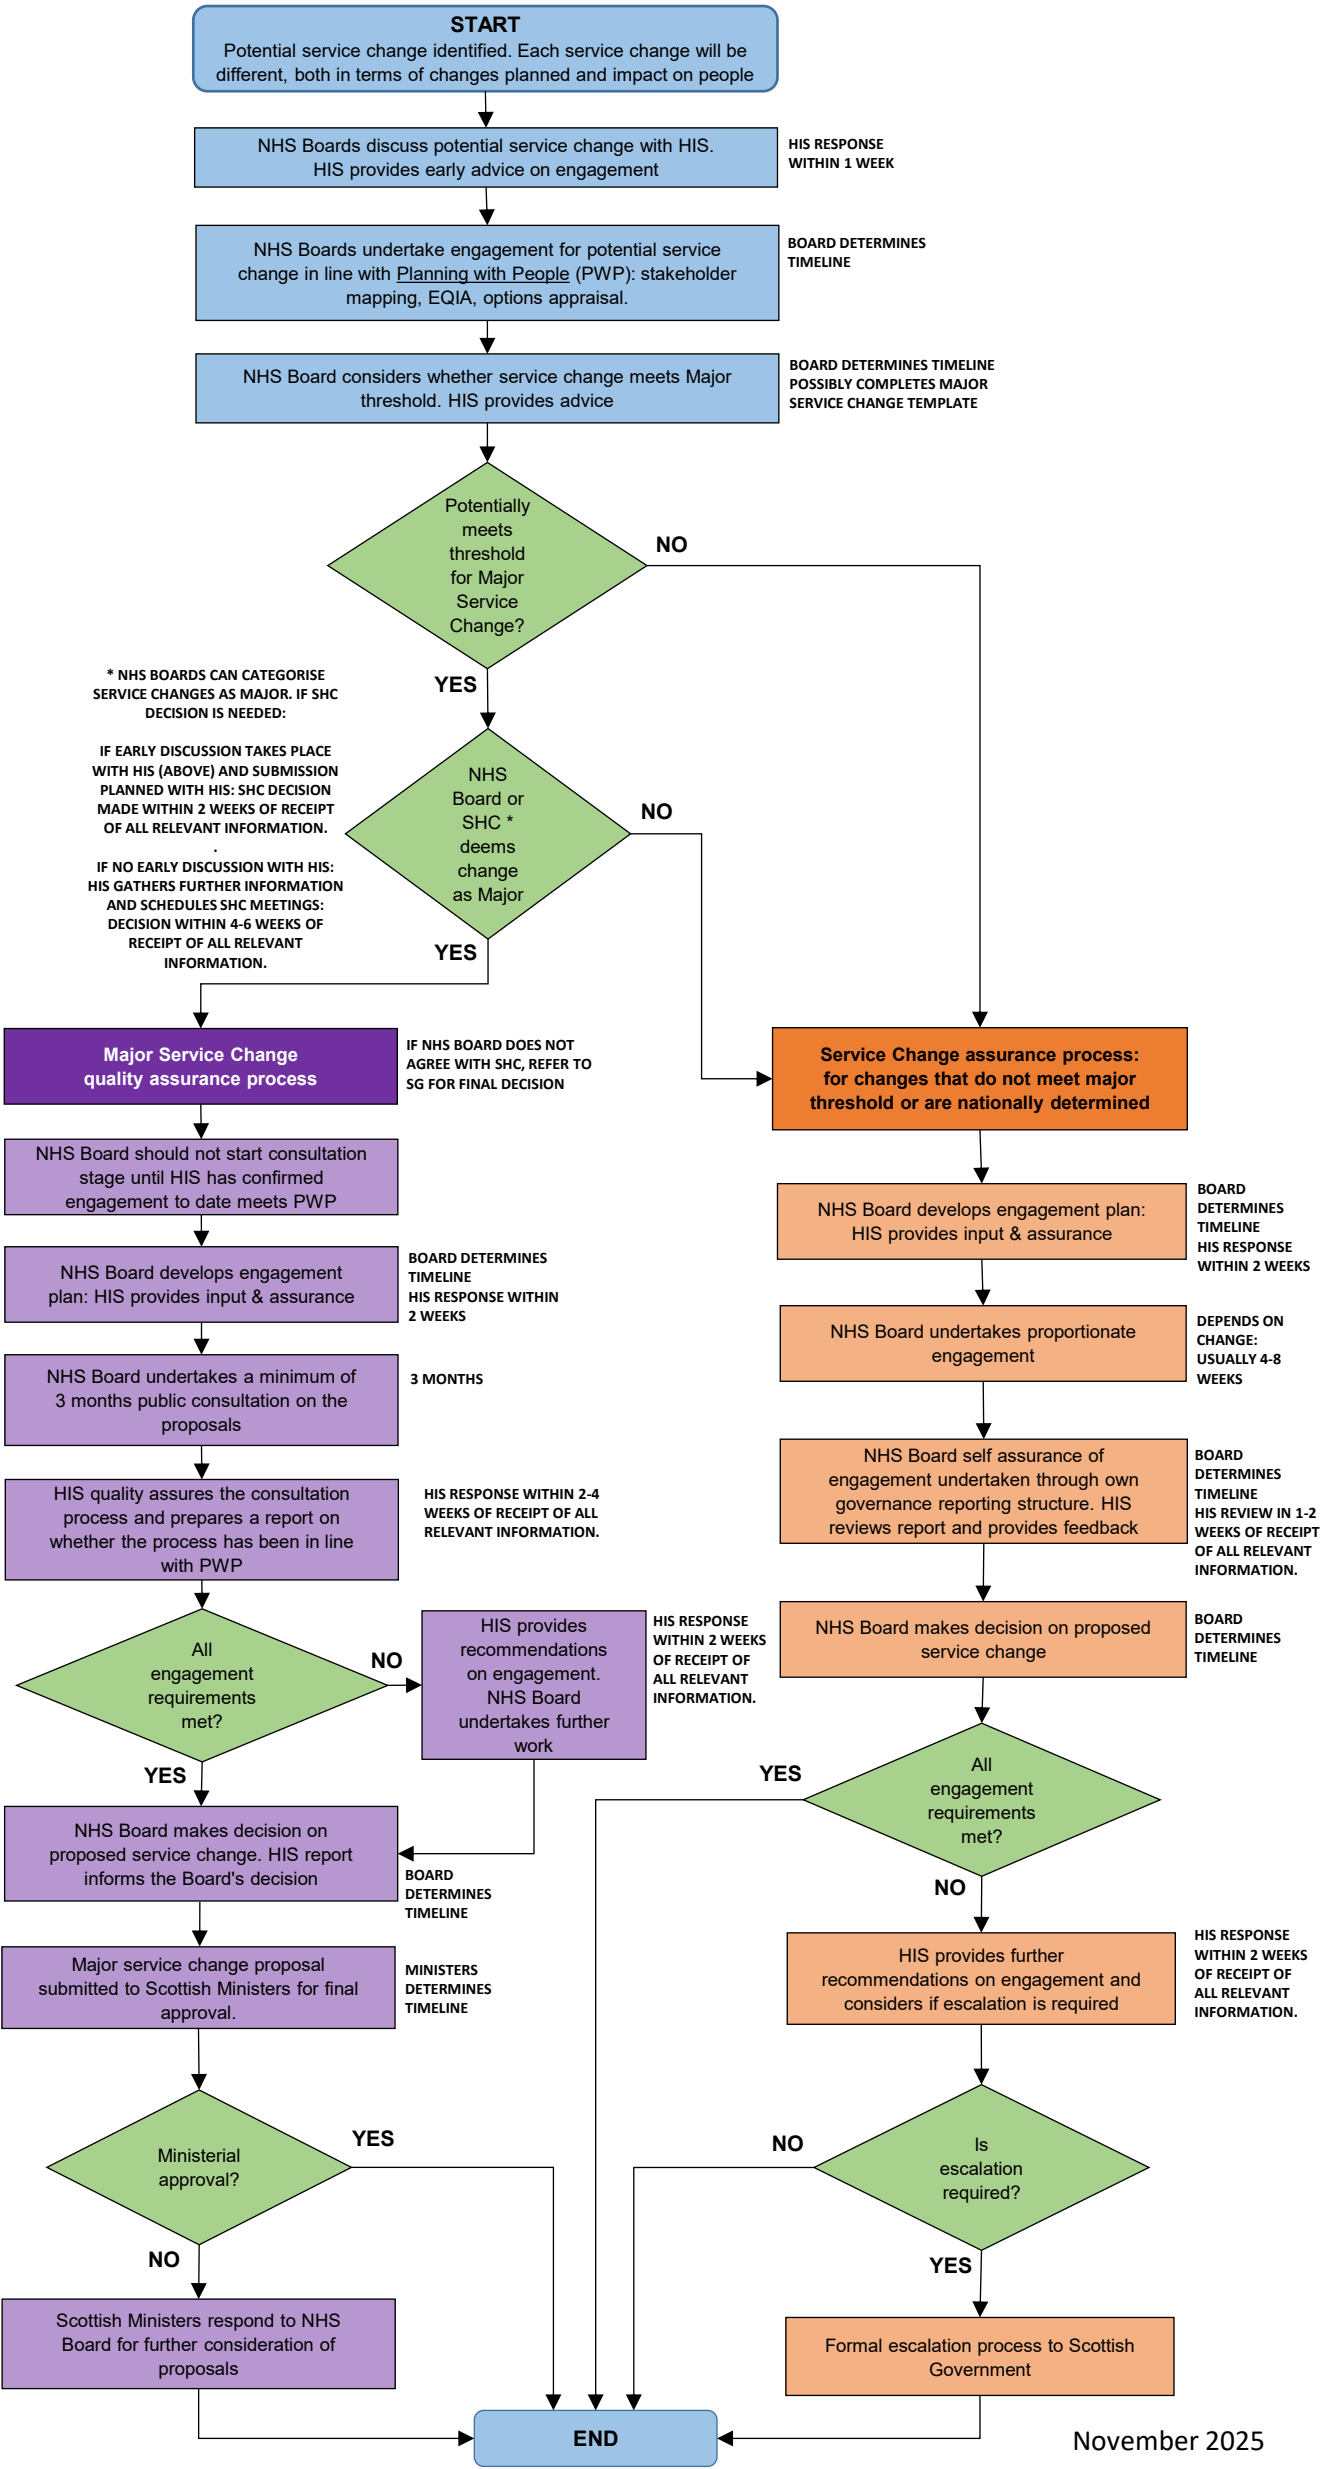 START
Potential service change identified. Each service change will be
different, both in terms of changes planned and impact on people
NHS Boards discuss potential service change with HIS.
HIS provides early advice on engagement
HIS RESPONSE
WITHIN 1 WEEK
NHS Boards undertake engagement for potential service
change in line with Planning with People (PWP): stakeholder
mapping, EQIA, options appraisal.
BOARD DETERMINES
TIMELINE
NHS Board considers whether service change meets Major
threshold. HIS provides advice
BOARD DETERMINES TIMELINE
POSSIBLY COMPLETES MAJOR
SERVICE CHANGE TEMPLATE
Potentially
meets
threshold
for Major
Service
Change?
NO
YES
* NHS BOARDS CAN CATEGORISE
SERVICE CHANGES AS MAJOR. IF SHC
DECISION IS NEEDED:
IF EARLY DISCUSSION TAKES PLACE
WITH HIS (ABOVE) AND SUBMISSION
PLANNED WITH HIS: SHC DECISION
MADE WITHIN 2 WEEKS OF RECEIPT
OF ALL RELEVANT INFORMATION.
.
IF NO EARLY DISCUSSION WITH HIS:
HIS GATHERS FURTHER INFORMATION
AND SCHEDULES SHC MEETINGS:
DECISION WITHIN 4-6 WEEKS OF
RECEIPT OF ALL RELEVANT
INFORMATION.
NHS
Board or
SHC *
deems
change
as Major
NO
YES
Major Service Change
quality assurance process
IF NHS BOARD DOES NOT
AGREE WITH SHC, REFER TO
SG FOR FINAL DECISION
NHS Board should not start consultation
stage until HIS has confirmed
engagement to date meets PWP
NHS Board develops engagement
plan: HIS provides input & assurance
BOARD DETERMINES
TIMELINE
HIS RESPONSE WITHIN
2 WEEKS
NHS Board undertakes a minimum of
3 months public consultation on the
proposals
3 MONTHS
HIS quality assures the consultation
process and prepares a report on
whether the process has been in line
with PWP
HIS RESPONSE WITHIN 2-4
WEEKS OF RECEIPT OF ALL
RELEVANT INFORMATION.
All
engagement
requirements
met?
NO
YES
HIS provides
recommendations
on engagement.
NHS Board
undertakes further
work
HIS RESPONSE
WITHIN 2 WEEKS
OF RECEIPT OF
ALL RELEVANT
INFORMATION.
NHS Board makes decision on
proposed service change. HIS report
informs the Board's decision
BOARD
DETERMINES
TIMELINE
Major service change proposal
submitted to Scottish Ministers for final
approval.
MINISTERS
DETERMINES
TIMELINE
Ministerial
approval?
YES
NO
Scottish Ministers respond to NHS
Board for further consideration of
proposals
Service Change assurance process:
for changes that do not meet major
threshold or are nationally determined
NHS Board develops engagement plan:
HIS provides input & assurance
BOARD
DETERMINES
TIMELINE
HIS RESPONSE
WITHIN 2 WEEKS
NHS Board undertakes proportionate
engagement
DEPENDS ON
CHANGE:
USUALLY 4-8
WEEKS
NHS Board self assurance of
engagement undertaken through own
governance reporting structure. HIS
reviews report and provides feedback
BOARD
DETERMINES
TIMELINE
HIS REVIEW IN 1-2
WEEKS OF RECEIPT
OF ALL RELEVANT
INFORMATION.
NHS Board makes decision on proposed
service change
BOARD
DETERMINES
TIMELINE
All
engagement
requirements
met?
YES
NO
HIS provides further
recommendations on engagement and
considers if escalation is required
HIS RESPONSE
WITHIN 2 WEEKS
OF RECEIPT OF
ALL RELEVANT
INFORMATION.
Is
escalation
required?
NO
YES
Formal escalation process to Scottish
Government
END
November 2025